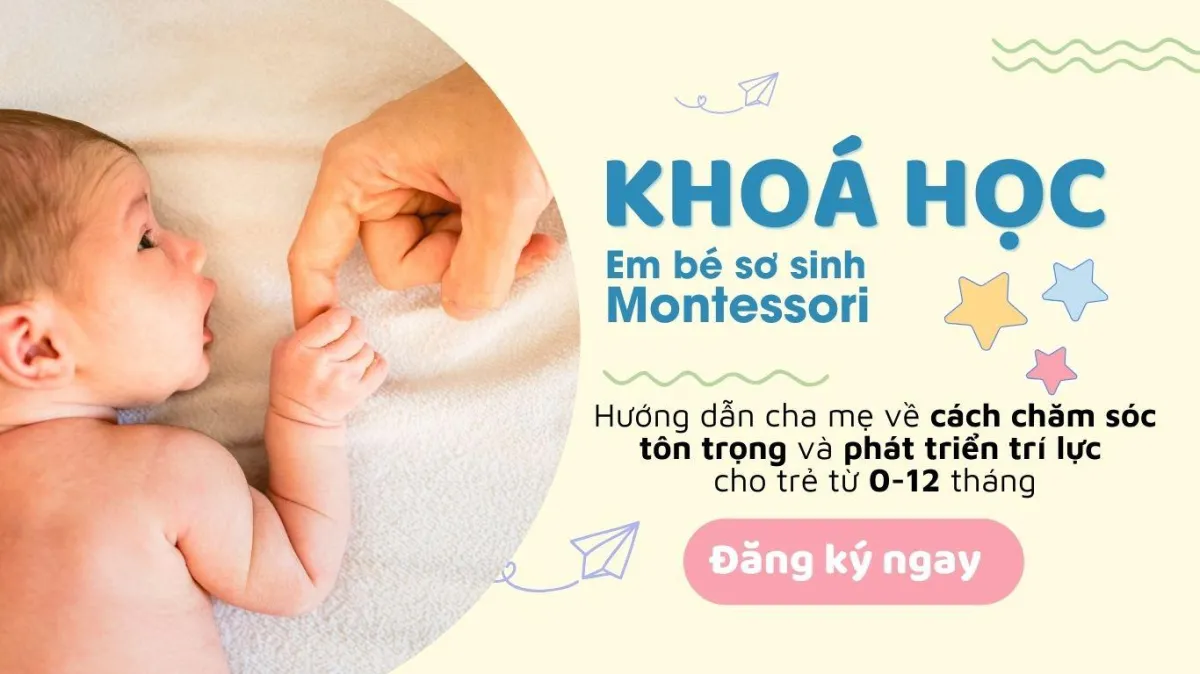 KHOÁ HỌC
Em bé sơ sinh
Montessori
Hướng dẫn cha mẹ về cách chăm sóc
tôn trọng và phát triển trí lực
cho trẻ từ 0-12 tháng
Đăng ký ngay